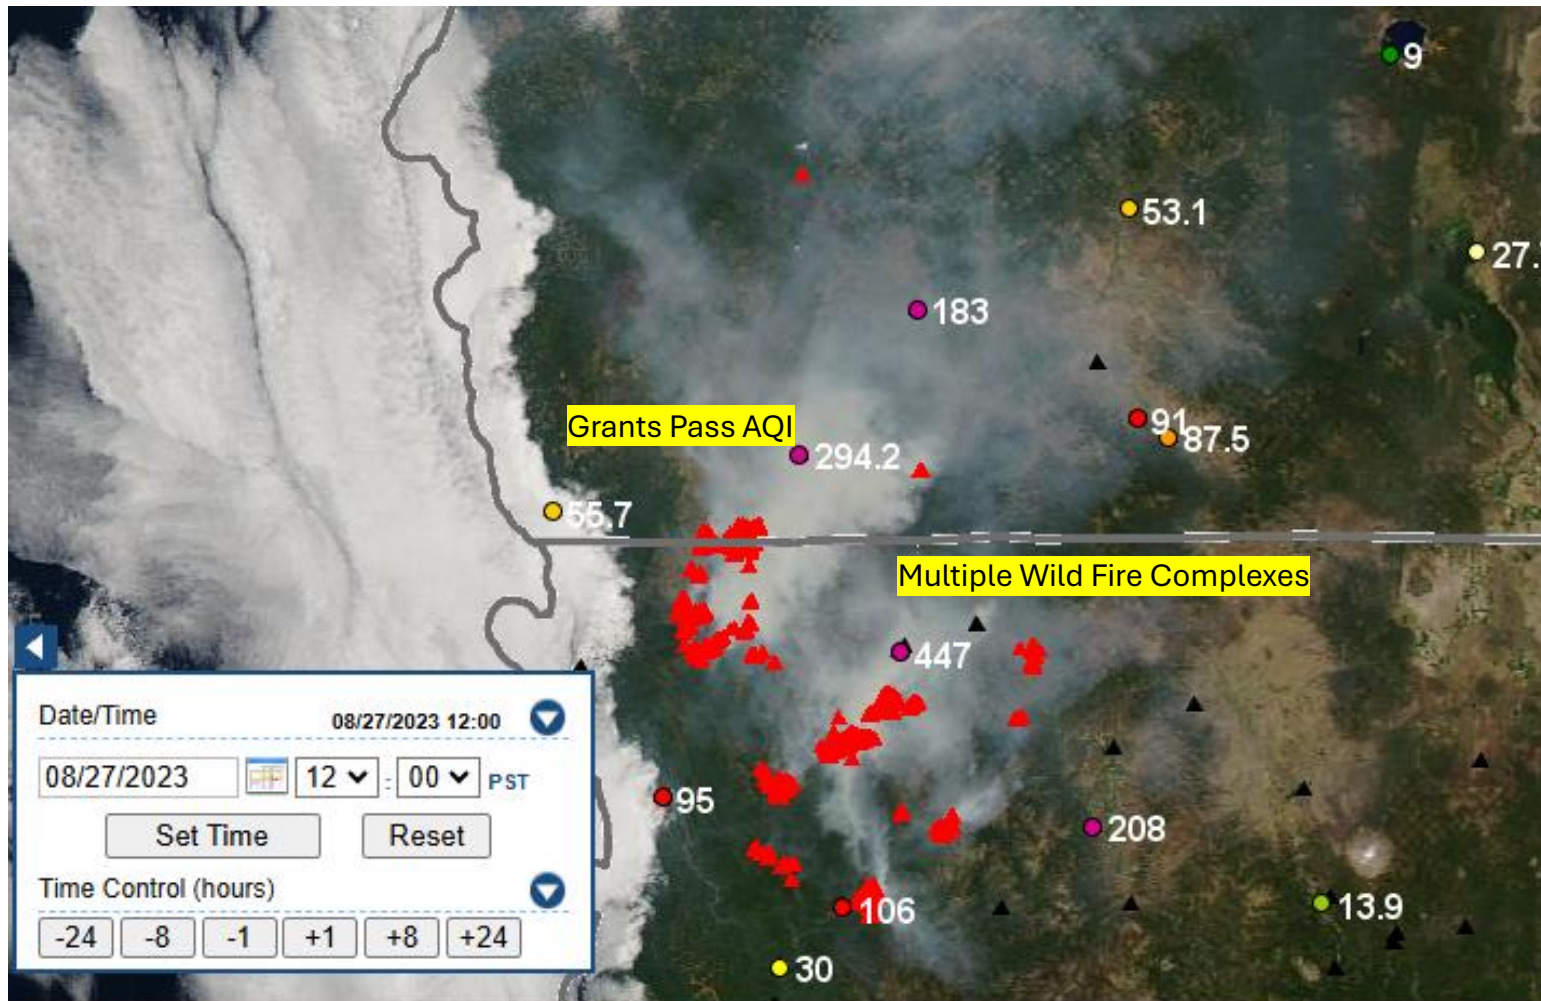 9
53.1
27.
183
91
87.5
Grants Pass AQI
294.2
55.7
Multiple Wild Fire Complexes
447
Date/Time 08/27/2023 12:00
08/27/2023 12 : 00 PST
Set Time Reset
Time Control (hours)
-24 -8 -1 +1 +8 +24
95
208
106
13.9
30